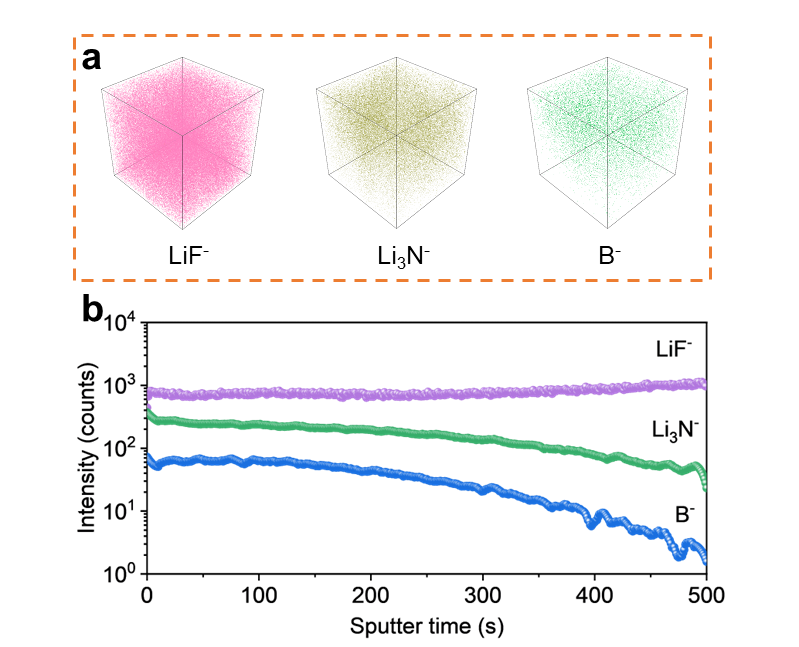 a
LiF⁻
Li₃N⁻
B⁻
b
10⁴
10³
10²
10¹
10⁰
Intensity (counts)
LiF⁻
Li₃N⁻
B⁻
0 100 200 300 400 500
Sputter time (s)